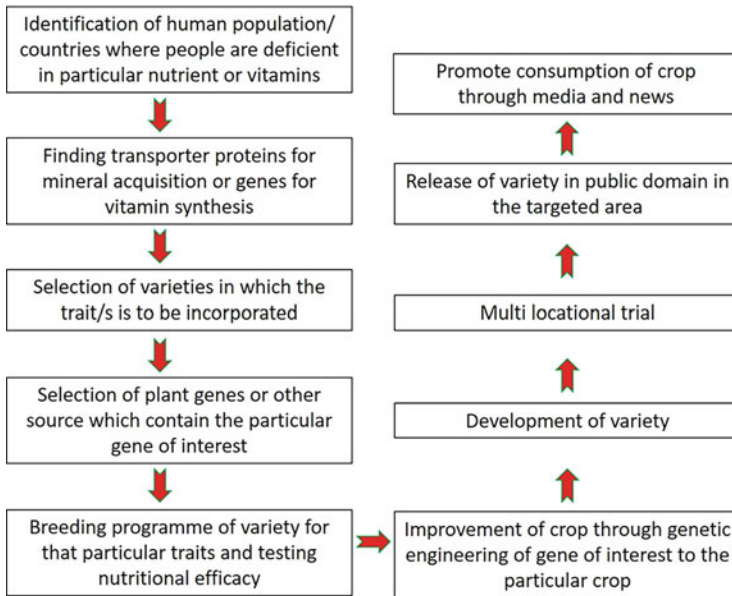 Identification of human population/
countries where people are deficient
in particular nutrient or vitamins
Finding transporter proteins for
mineral acquisition or genes for
vitamin synthesis
Selection of varieties in which the
trait/s is to be incorporated
Selection of plant genes or other
source which contain the particular
gene of interest
Breeding programme of variety for
that particular traits and testing
nutritional efficacy
Improvement of crop through genetic
engineering of gene of interest to the
particular crop
Development of variety
Multi locational trial
Release of variety in public domain in
the targeted area
Promote consumption of crop
through media and news